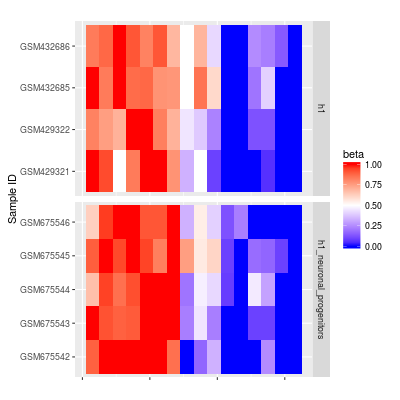 GSM432686
GSM432685
GSM429322
GSM429321
h1
GSM675546
GSM675545
GSM675544
GSM675543
GSM675542
h1_neuronal_progenitors
Sample ID
beta
1.00
0.75
0.50
0.25
0.00